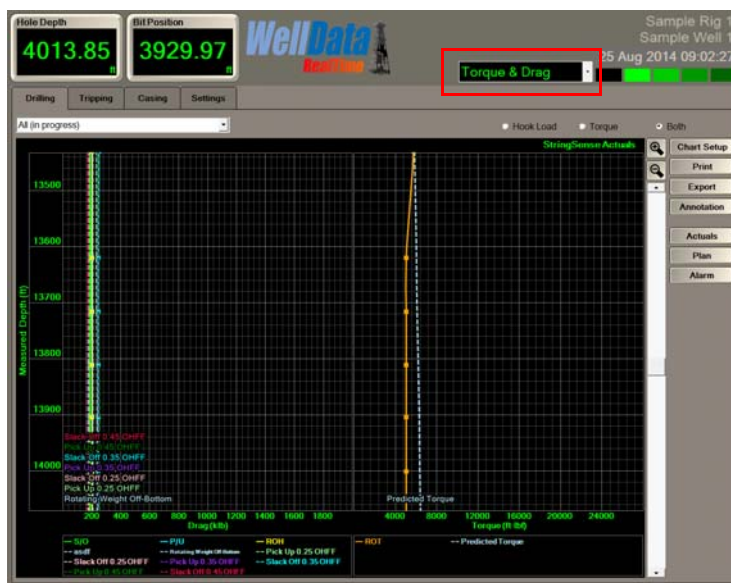 Hole Depth
4013.85
ft
Bit Position
3929.97
ft
WellData
RealTime
Sample Rig 1
Sample Well 1
25 Aug 2014 09:02:27
Torque & Drag
Drilling
Tripping
Casing
Settings
All (in progress)
Hook Load
Torque
Both
StringSense Actuals
Chart Setup
Print
Export
Annotation
Actuals
Plan
Alarm
Measured Depth (ft)
13500
13600
13700
13800
13900
14000
Slack Off 0.45 OHFF
Pick Up 0.45 OHFF
Slack Off 0.35 OHFF
Pick Up 0.35 OHFF
Slack Off 0.25 OHFF
Pick Up 0.25 OHFF
Rotating Weight Off-Bottom
Predicted Torque
200 400 600 800 1000 1200 1400 1600 1800
Drag (klb)
4000 8000 12000 16000 20000 24000
Torque (ft lbf)
S/O
P/U
ROH
asdf
Rotating Weight Off-Bottom
Pick Up 0.25 OHFF
Slack Off 0.25 OHFF
Pick Up 0.35 OHFF
Slack Off 0.35 OHFF
Pick Up 0.45 OHFF
Slack Off 0.45 OHFF
ROT
Predicted Torque